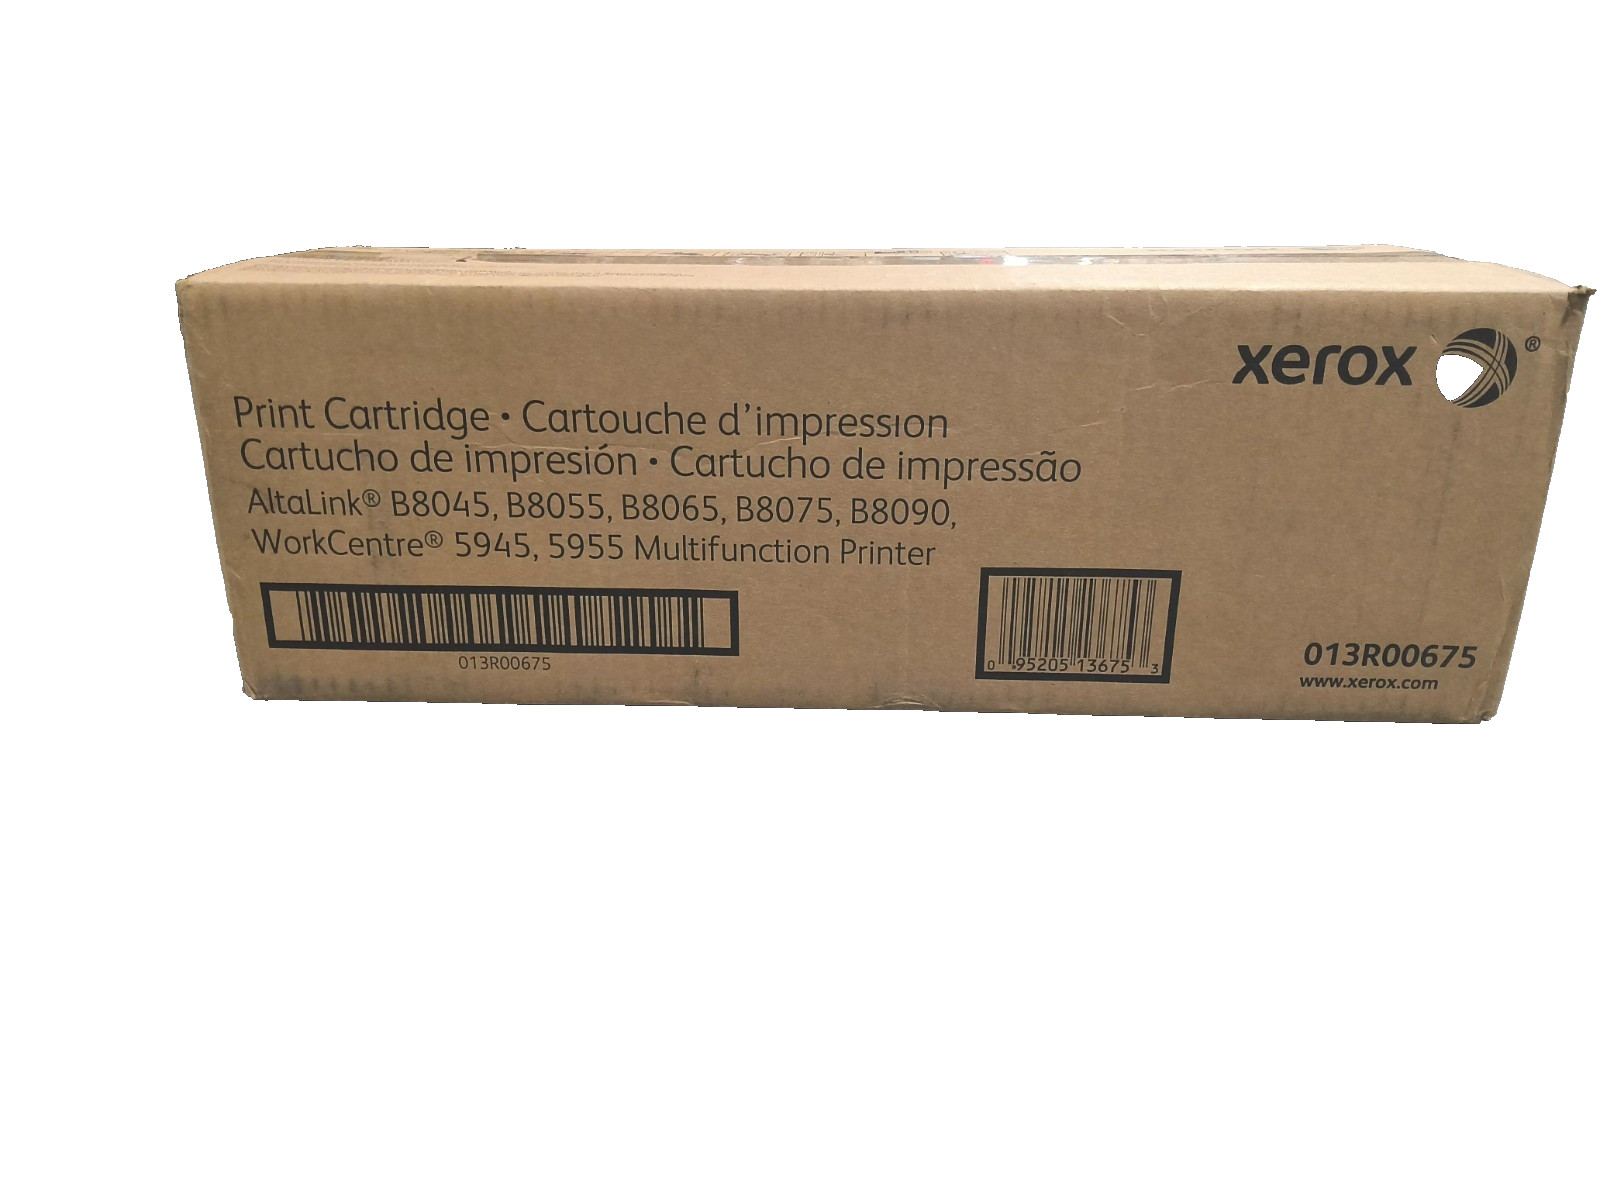 xerox ®
Print Cartridge • Cartouche d'impression
Cartucho de impresión • Cartucho de impressão
AltaLink® B8045, B8055, B8065, B8075, B8090,
WorkCentre® 5945, 5955 Multifunction Printer
013R00675
0 95205 13675 3
013R00675
www.xerox.com